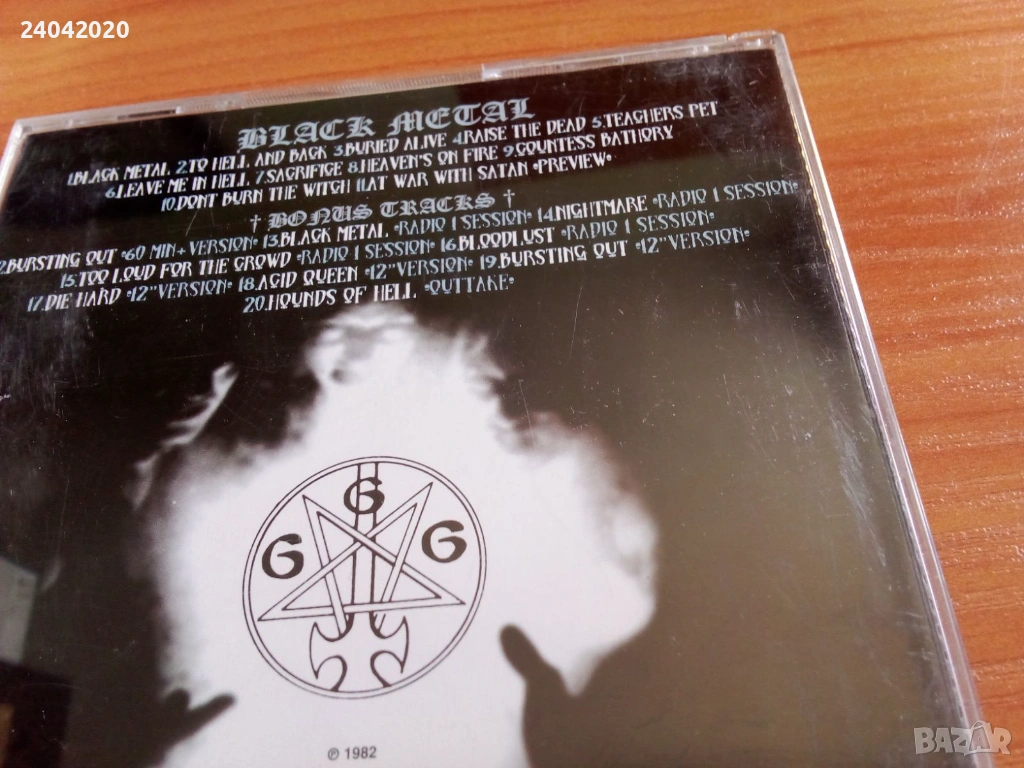 24042020
BLACK METAL
1.BLACK METAL 2.TO HELL AND BACK 3.BURIED ALIVE 4.RAISE THE DEAD 5.TEACHERS PET
6.LEAVE ME IN HELL 7.SACRIFICE 8.HEAVEN'S ON FIRE 9.COUNTESS BATHORY
10.DONT BURN THE WITCH 11.AT WAR WITH SATAN •PREVIEW•
† BONUS TRACKS †
2.BURSTING OUT •60 MIN+ VERSION• 13.BLACK METAL •RADIO 1 SESSION• 14.NIGHTMARE •RADIO 1 SESSION•
15.TOO LOUD FOR THE CROWD •RADIO 1 SESSION• 16.BLOODLUST •RADIO 1 SESSION•
17.DIE HARD •12" VERSION• 18.ACID QUEEN •12" VERSION• 19.BURSTING OUT •12" VERSION•
20.HOUNDS OF HELL •OUTTAKE•
6
6 6
℗ 1982
BAZAR